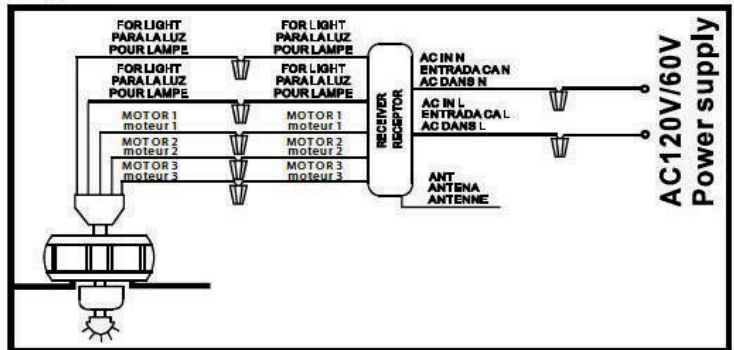 FOR LIGHT
PARA LA LUZ
POUR LAMPE
FOR LIGHT
PARA LA LUZ
POUR LAMPE
MOTOR 1
moteur 1
MOTOR 2
moteur 2
MOTOR 3
moteur 3
FOR LIGHT
PARA LA LUZ
POUR LAMPE
FOR LIGHT
PARA LA LUZ
POUR LAMPE
MOTOR 1
moteur 1
MOTOR 2
moteur 2
MOTOR 3
moteur 3
RECEIVER
RECEPTOR
AC IN N
ENTRADA CA N
AC DANS N
AC IN L
ENTRADA CA L
AC DANS L
ANT
ANTENA
ANTENNE
AC120V/60V
Power supply